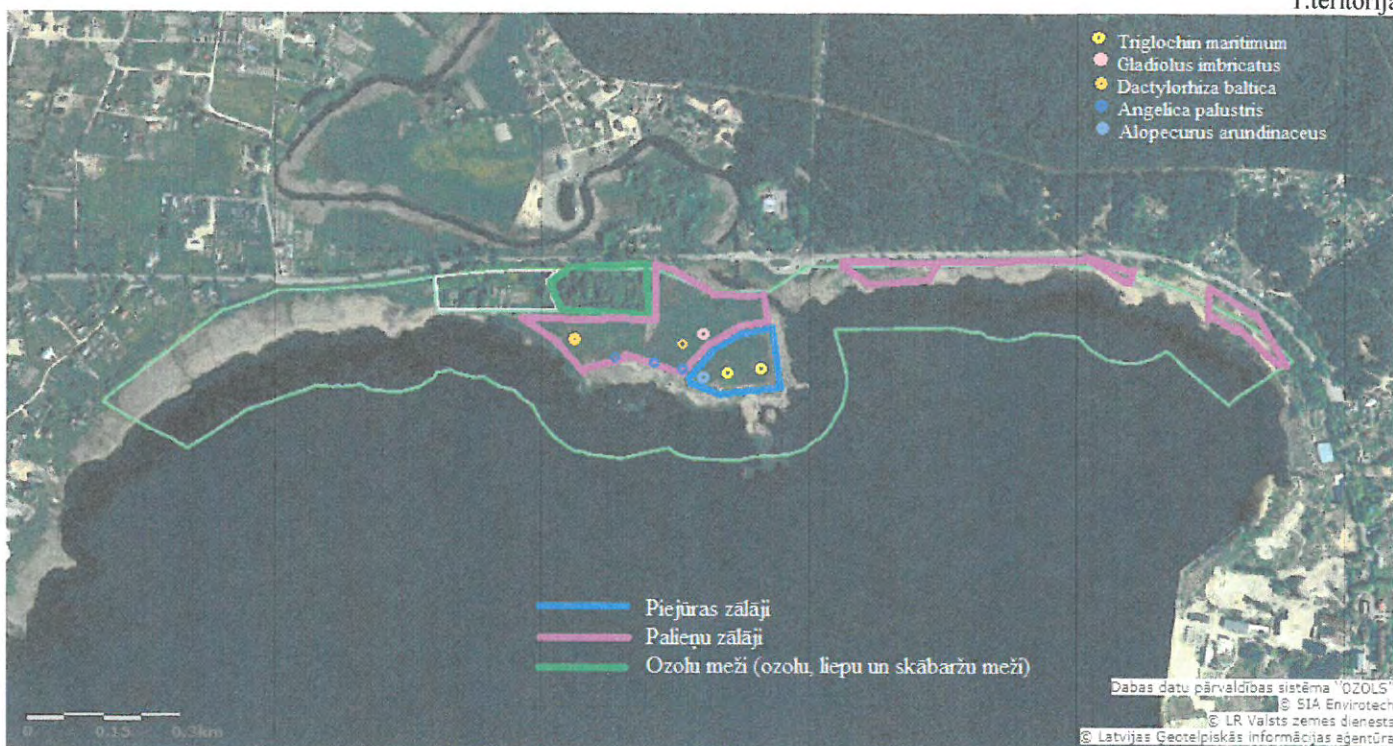 1.teritorija
Triglochin maritimum
Gladiolus imbricatus
Dactylorhiza baltica
Angelica palustris
Alopecurus arundinaceus
Piejūras zālāji
Palieņu zālāji
Ozolu meži (ozolu, liepu un skābaržu meži)
Dabas datu pārvaldības sistēma "OZOLS"
© SIA Envirotech
© LR Valsts zemes dienests
© Latvijas Ģeotelpiskās informācijas aģentūra
0 0.15 0.3km